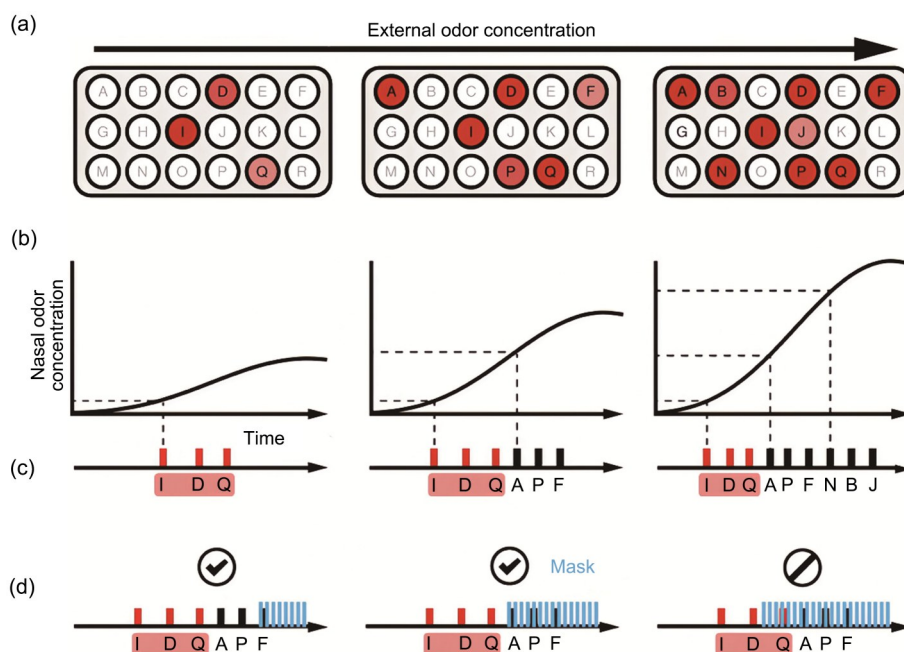 (a)
External odor concentration
A B C D E F
G H I J K L
M N O P Q R
A B C D E F
G H I J K L
M N O P Q R
A B C D E F
G H I J K L
M N O P Q R
(b)
Nasal odor
concentration
Time
(c)
I D Q
I D Q A P F
I D Q A P F N B J
(d)
Mask
I D Q A P F
I D Q A P F
I D Q A P F